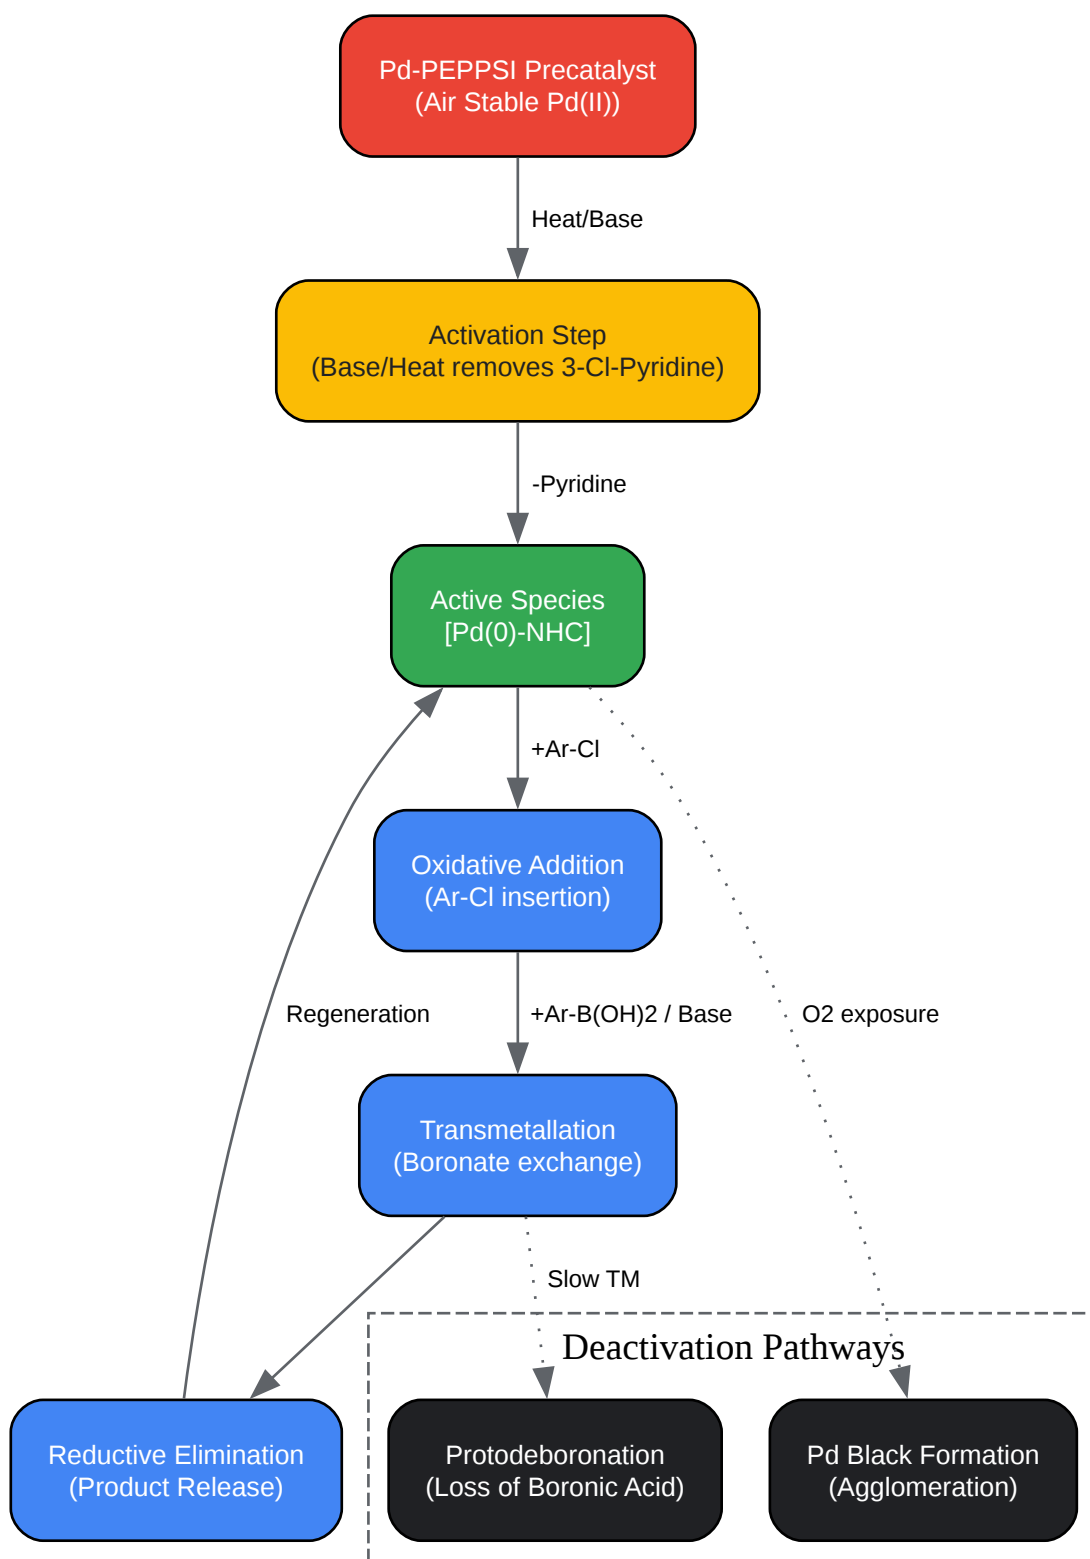 Pd-PEPPSI Precatalyst
(Air Stable Pd(II))
Heat/Base
Activation Step
(Base/Heat removes 3-Cl-Pyridine)
-Pyridine
Active Species
[Pd(0)-NHC]
+Ar-Cl
Oxidative Addition
(Ar-Cl insertion)
Regeneration
+Ar-B(OH)2 / Base
O2 exposure
Transmetallation
(Boronate exchange)
Slow TM
Deactivation Pathways
Reductive Elimination
(Product Release)
Protodeboronation
(Loss of Boronic Acid)
Pd Black Formation
(Agglomeration)